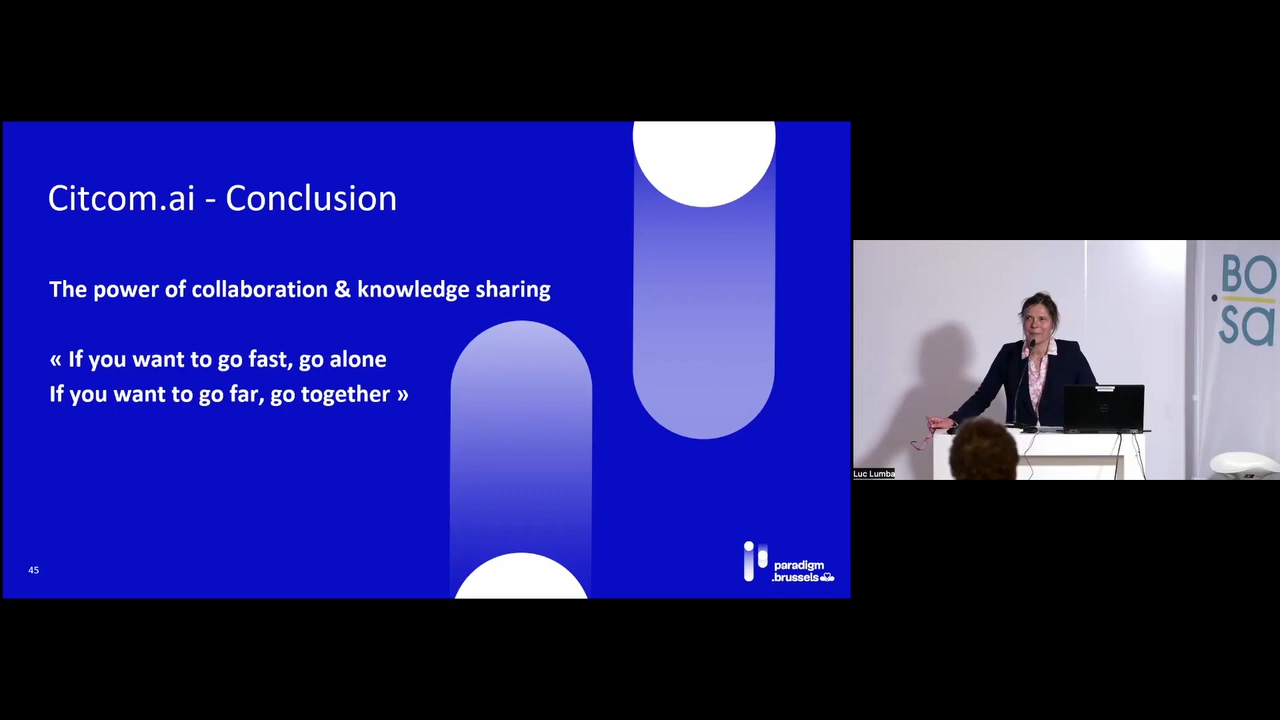 Citcom.ai - Conclusion
The power of collaboration & knowledge sharing
« If you want to go fast, go alone
If you want to go far, go together »
45
paradigm
.brussels
BO
sa
Luc Lumba